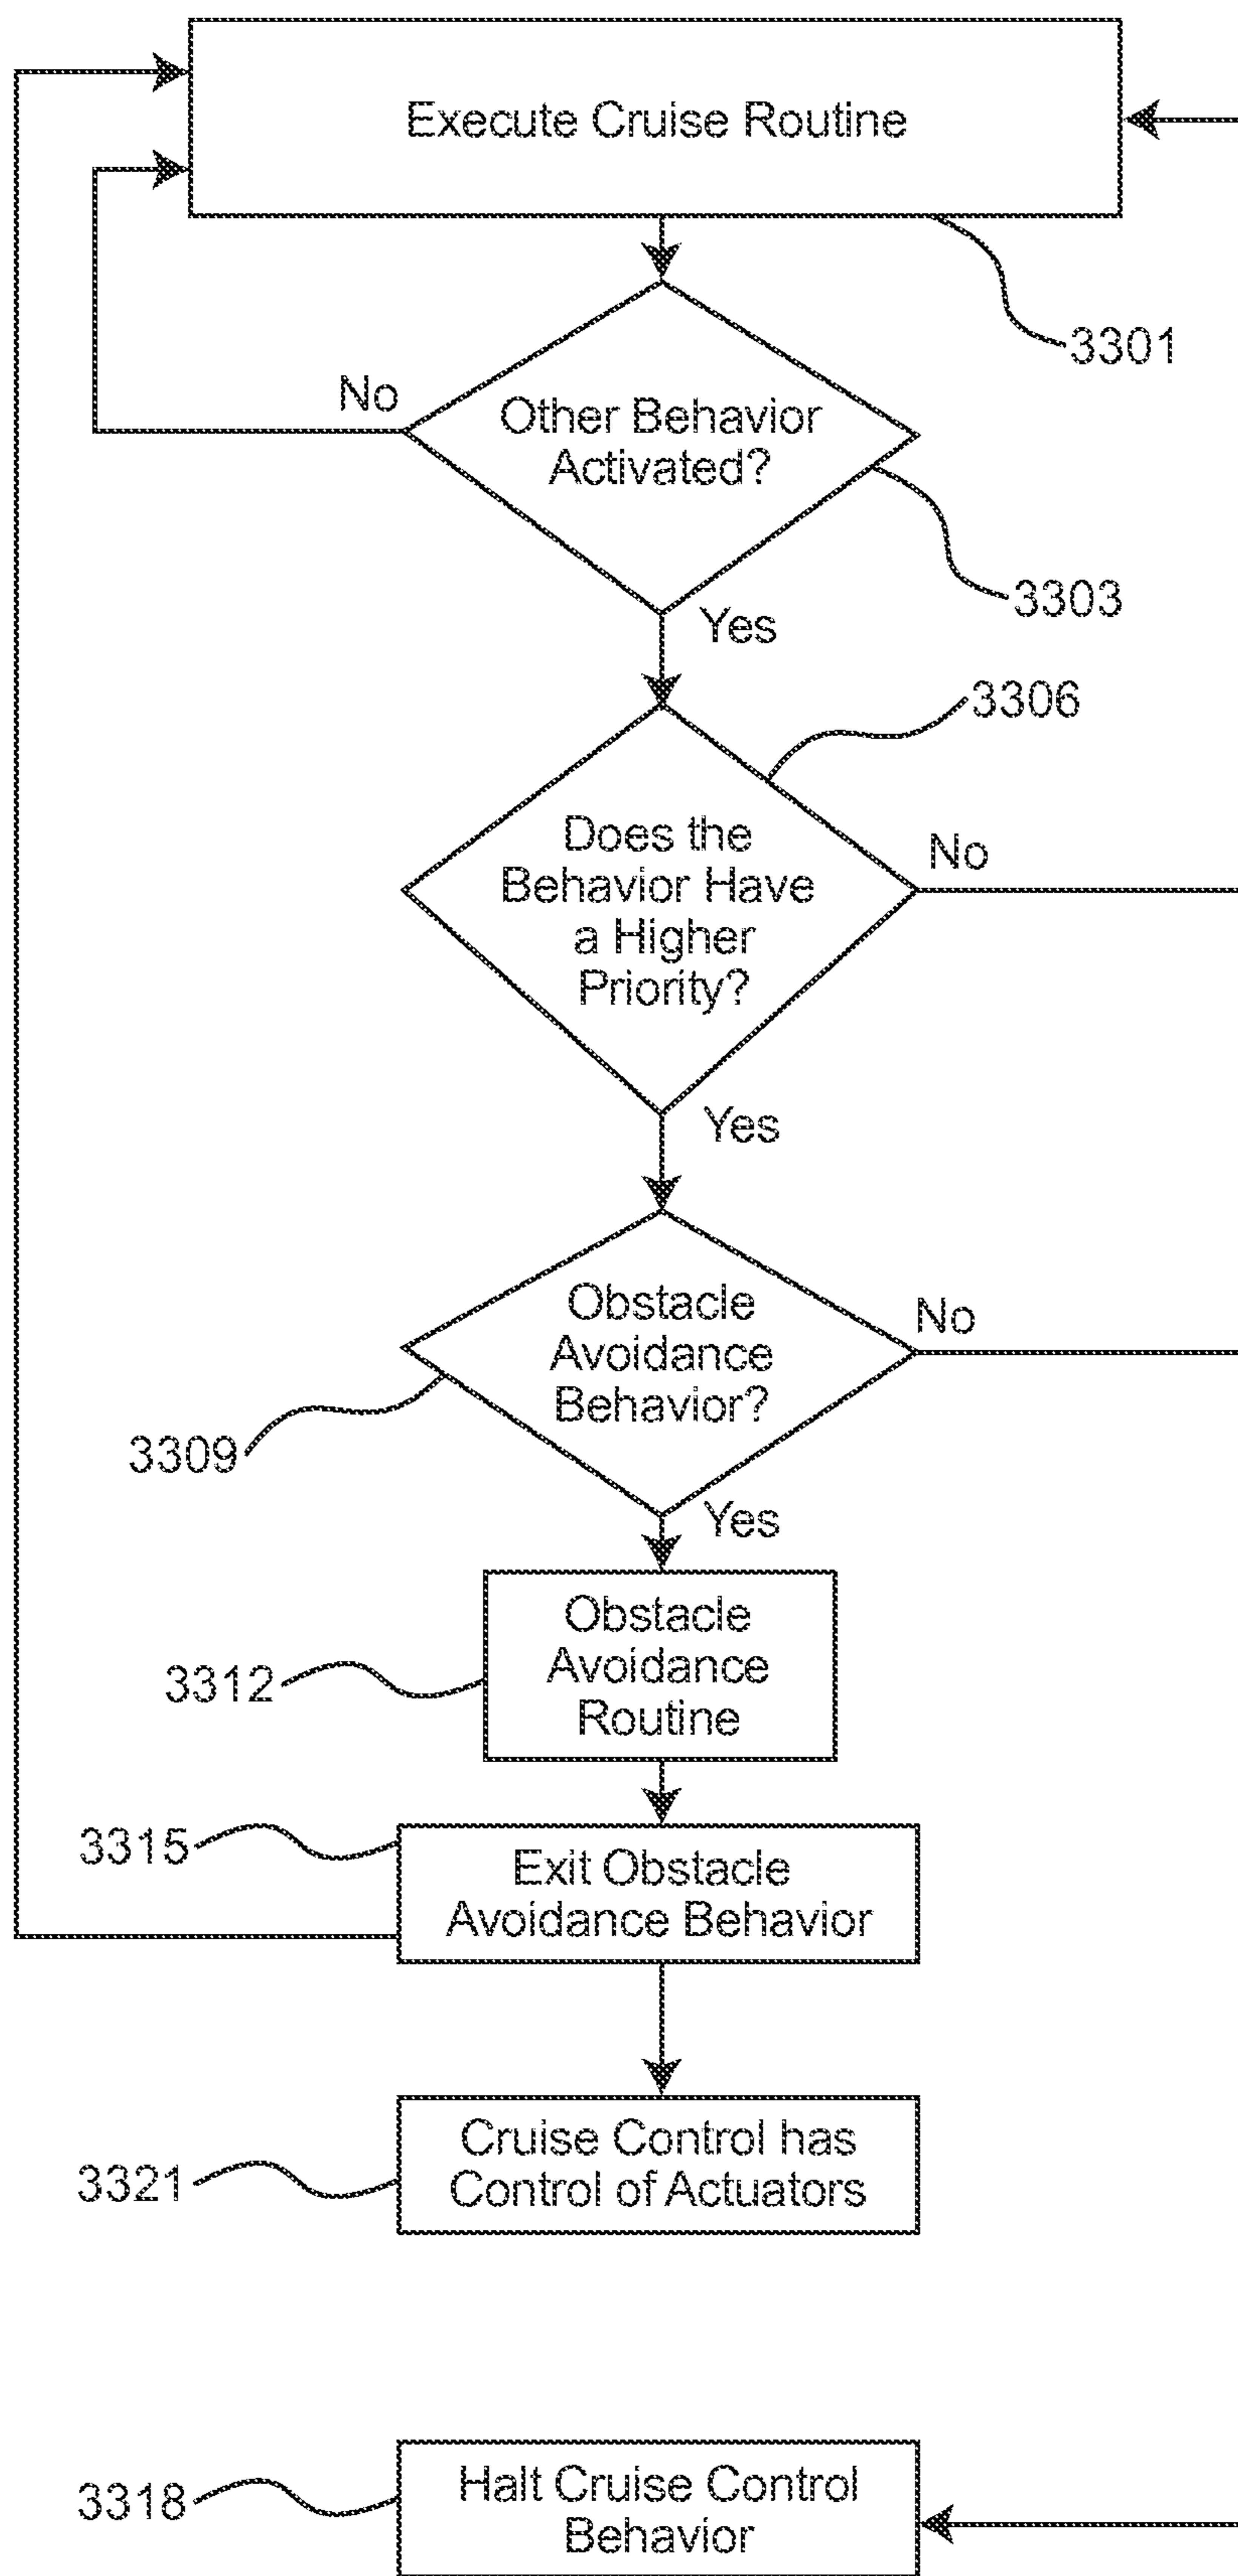 Execute Cruise Routine
3301
No
Other Behavior
Activated?
3303
Yes
3306
Does the
Behavior Have
a Higher
Priority?
No
Yes
Obstacle
Avoidance
Behavior?
No
3309
Yes
Obstacle
Avoidance
Routine
3312
3315
Exit Obstacle
Avoidance Behavior
Cruise Control has
Control of Actuators
3321
Halt Cruise Control
Behavior
3318